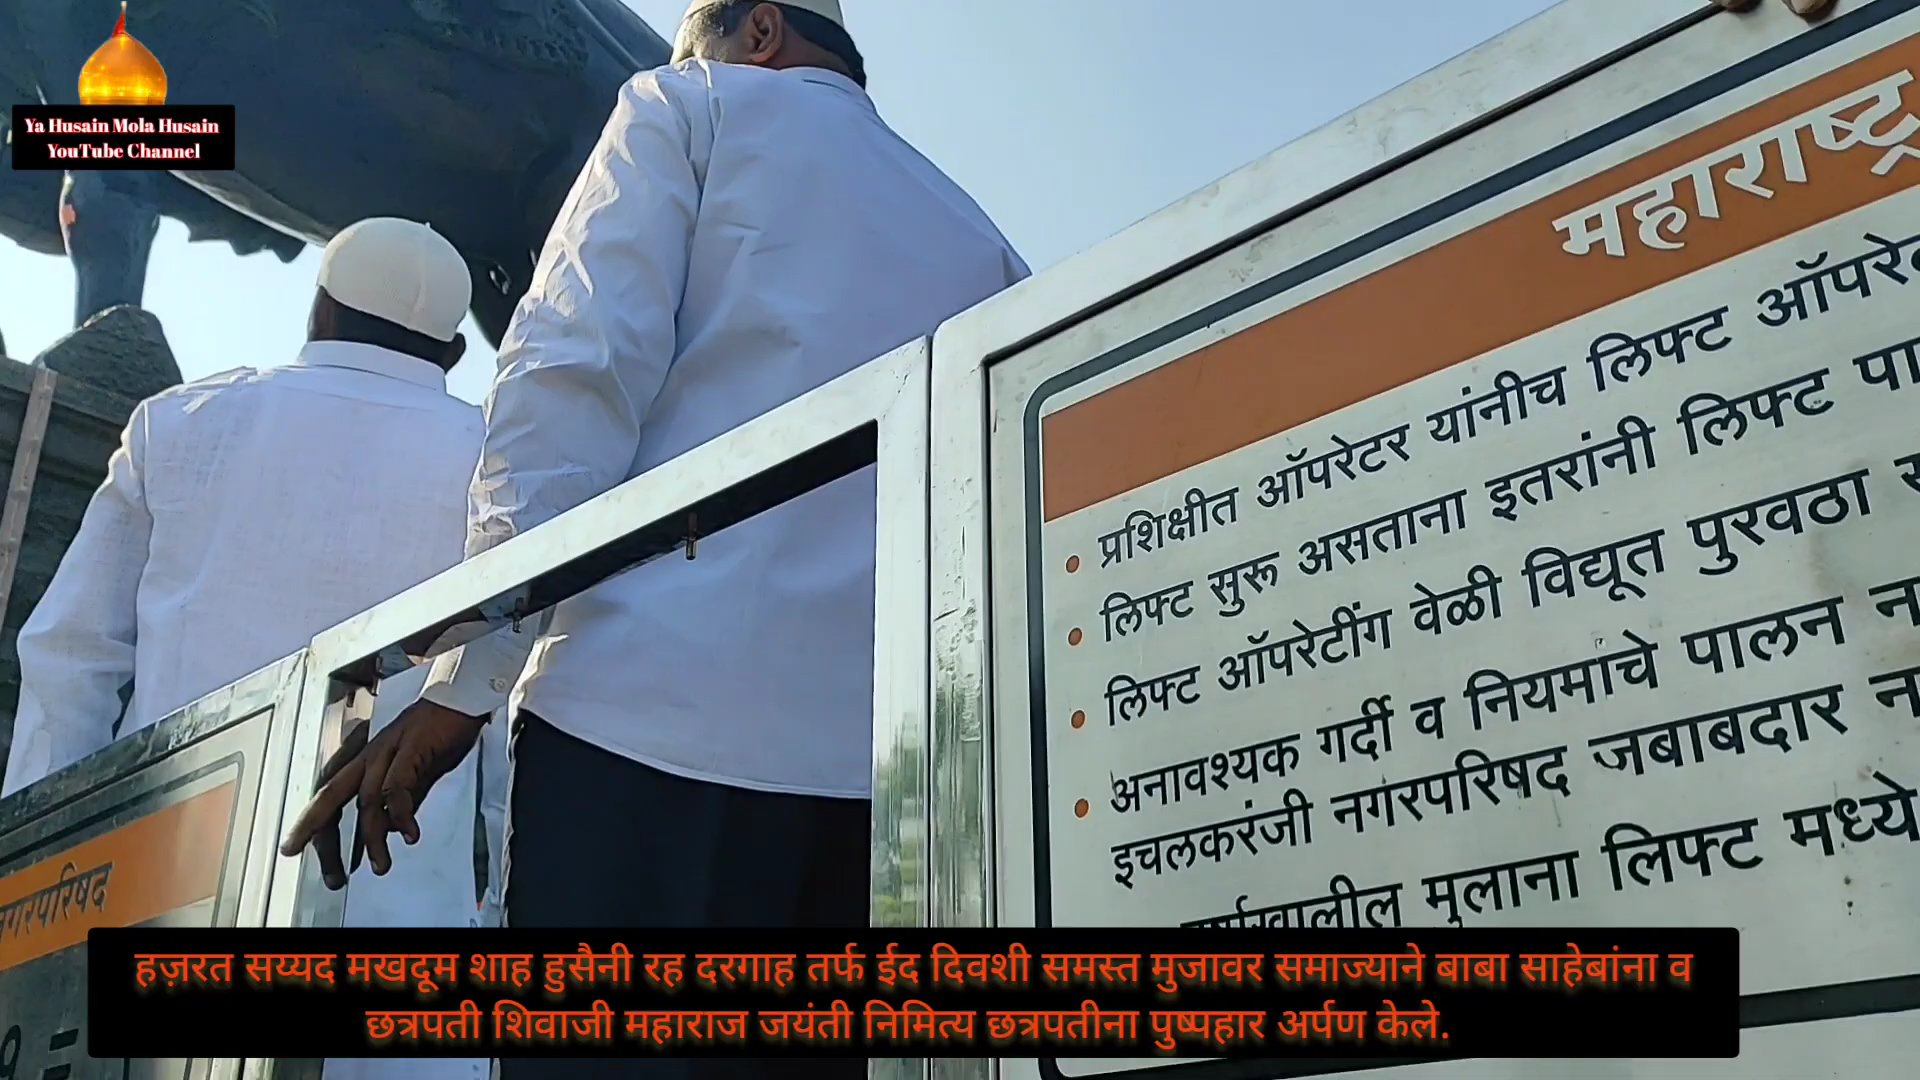 Ya Husain Mola Husain
YouTube Channel
महाराष्ट्र
• प्रशिक्षीत ऑपरेटर यांनीच लिफ्ट
• लिफ्ट सुरू असताना इतरांनी लिफ्ट
• लिफ्ट ऑपरेटींग वेळी विद्यूत पुरवठा
• अनावश्यक गर्दी व नियमाचे पालन
इचलकरंजी नगरपरिषद जबाबदार
मुलाना लिफ्ट मध्ये
हज़रत सय्यद मखदूम शाह हुसैनी रह दरगाह तर्फ ईद दिवशी समस्त मुजावर समाज्याने बाबा साहेबांना व
छत्रपती शिवाजी महाराज जयंती निमित्य छत्रपतीना पुष्पहार अर्पण केले.